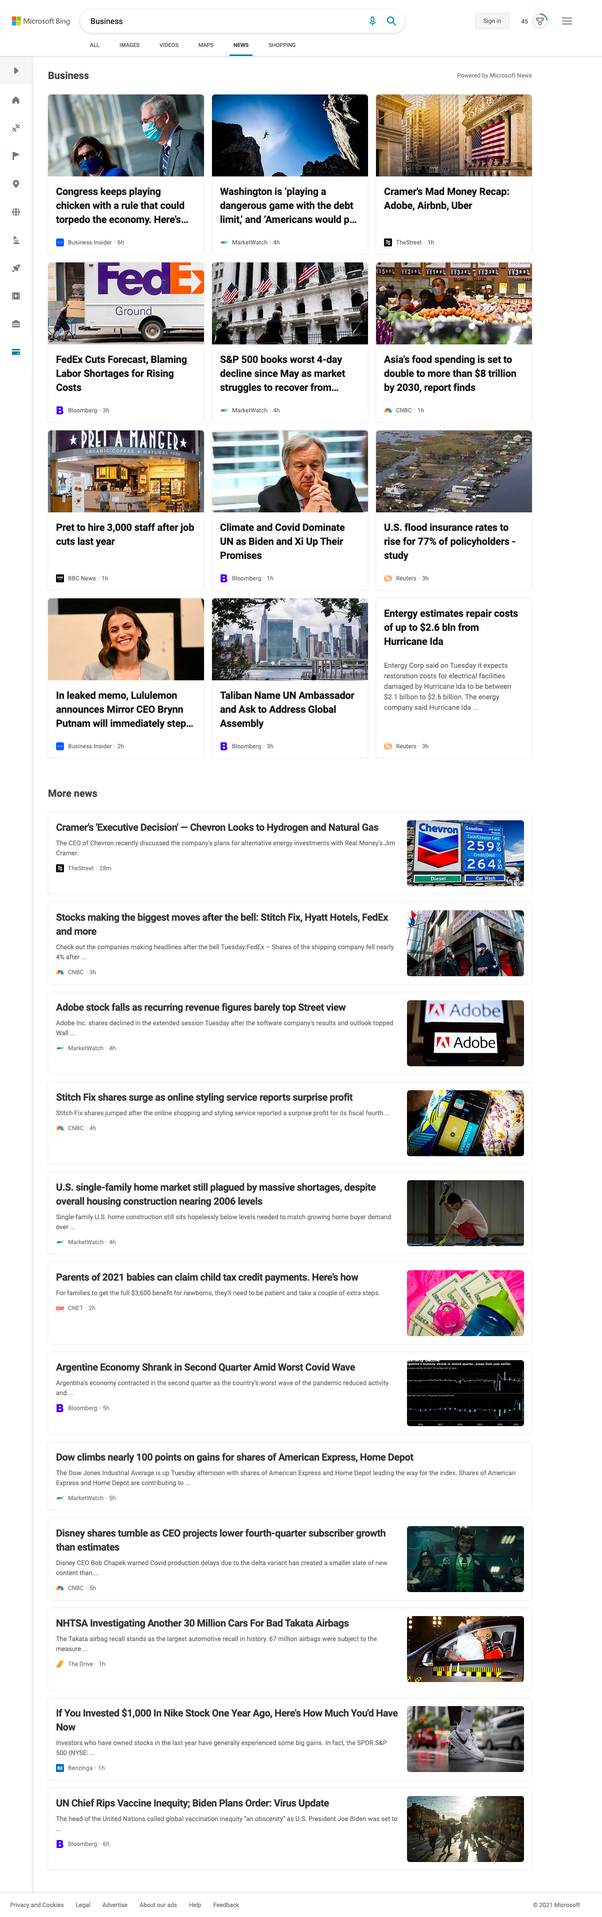 Microsoft Bing
Business
Sign in
45
ALL
IMAGES
VIDEOS
MAPS
NEWS
SHOPPING
Business
Powered by Microsoft News
Congress keeps playing
chicken with a rule that could
torpedo the economy. Here's...
Business Insider · 6h
Washington is 'playing a
dangerous game with the debt
limit,' and 'Americans would p...
MarketWatch · 4h
Cramer's Mad Money Recap:
Adobe, Airbnb, Uber
TheStreet · 1h
FedEx
Ground
FedEx Cuts Forecast, Blaming
Labor Shortages for Rising
Costs
Bloomberg · 3h
S&P 500 books worst 4-day
decline since May as market
struggles to recover from...
MarketWatch · 4h
Asia's food spending is set to
double to more than $8 trillion
by 2030, report finds
CNBC · 1h
PRET A MANGER
ORGANIC COFFEE
NATURAL FOOD
Pret to hire 3,000 staff after job
cuts last year
BBC News · 1h
Climate and Covid Dominate
UN as Biden and Xi Up Their
Promises
Bloomberg · 1h
U.S. flood insurance rates to
rise for 77% of policyholders -
study
Reuters · 3h
In leaked memo, Lululemon
announces Mirror CEO Brynn
Putnam will immediately step...
Business Insider · 2h
Taliban Name UN Ambassador
and Ask to Address Global
Assembly
Bloomberg · 3h
Entergy estimates repair costs
of up to $2.6 bln from
Hurricane Ida
Entergy Corp said on Tuesday it expects
restoration costs for electrical facilities
damaged by Hurricane Ida to be between
$2.1 billion to $2.6 billion. The energy
company said Hurricane Ida ...
Reuters · 3h
More news
Cramer's 'Executive Decision' — Chevron Looks to Hydrogen and Natural Gas
The CEO of Chevron recently discussed the company's plans for alternative energy investments with Real Money's Jim
Cramer.
TheStreet · 28m
Chevron
Gasoline
259
264
Diesel
Car Wash
Stocks making the biggest moves after the bell: Stitch Fix, Hyatt Hotels, FedEx
and more
Check out the companies making headlines after the bell Tuesday:FedEx – Shares of the shipping company fell nearly
4% after ...
CNBC · 3h
Adobe stock falls as recurring revenue figures barely top Street view
Adobe Inc. shares declined in the extended session Tuesday after the software company's results and outlook topped
Wall ...
MarketWatch · 4h
Adobe
Adobe
Stitch Fix shares surge as online styling service reports surprise profit
Stitch Fix shares jumped after the online shopping and styling service reported a surprise profit for its fiscal fourth ...
CNBC · 4h
U.S. single-family home market still plagued by massive shortages, despite
overall housing construction nearing 2006 levels
Single-family U.S. home construction still sits hopelessly below levels needed to match growing home buyer demand
over ...
MarketWatch · 4h
Parents of 2021 babies can claim child tax credit payments. Here's how
For families to get the full $3,600 benefit for newborns, they'll need to be patient and take a couple of extra steps.
CNET · 2h
Argentine Economy Shrank in Second Quarter Amid Worst Covid Wave
Argentina's economy contracted in the second quarter as the country's worst wave of the pandemic reduced activity
and ...
Bloomberg · 5h
Dow climbs nearly 100 points on gains for shares of American Express, Home Depot
The Dow Jones Industrial Average is up Tuesday afternoon with shares of American Express and Home Depot leading the way for the index. Shares of American
Express and Home Depot are contributing to ...
MarketWatch · 5h
Disney shares tumble as CEO projects lower fourth-quarter subscriber growth
than estimates
Disney CEO Bob Chapek warned Covid production delays due to the delta variant has created a smaller slate of new
content than ...
CNBC · 5h
NHTSA Investigating Another 30 Million Cars For Bad Takata Airbags
The Takata airbag recall stands as the largest automotive recall in history. 67 million airbags were subject to the
measure ...
The Drive · 1h
If You Invested $1,000 In Nike Stock One Year Ago, Here's How Much You'd Have
Now
Investors who have owned stocks in the last year have generally experienced some big gains. In fact, the SPDR S&P
500 (NYSE: ...
Benzinga · 1h
UN Chief Rips Vaccine Inequity; Biden Plans Order: Virus Update
The head of the United Nations called global vaccination inequity "an obscenity" as U.S. President Joe Biden was set to
...
Bloomberg · 6h
Privacy and Cookies
Legal
Advertise
About our ads
Help
Feedback
© 2021 Microsoft